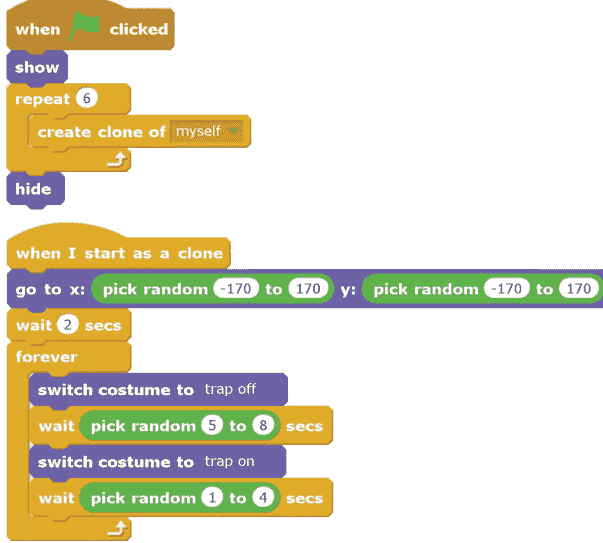 when clicked
show
repeat 6
create clone of myself
hide
when I start as a clone
go to x: pick random -170 to 170 y: pick random -170 to 170
wait 2 secs
forever
switch costume to trap off
wait pick random 5 to 8 secs
switch costume to trap on
wait pick random 1 to 4 secs